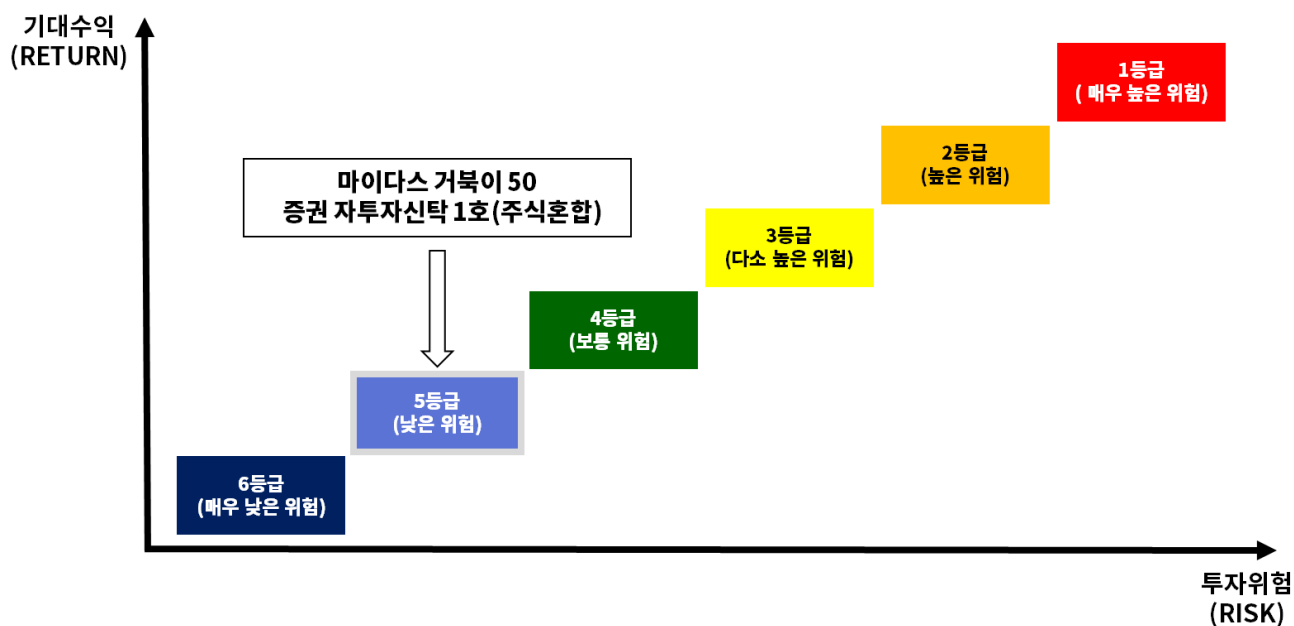 기대수익
(RETURN)
1등급
( 매우 높은 위험)
2등급
(높은 위험)
마이다스 거북이 50
증권 자투자신탁 1호(주식혼합)
3등급
(다소 높은 위험)
4등급
(보통 위험)
5등급
(낮은 위험)
6등급
(매우 낮은 위험)
투자위험
(RISK)